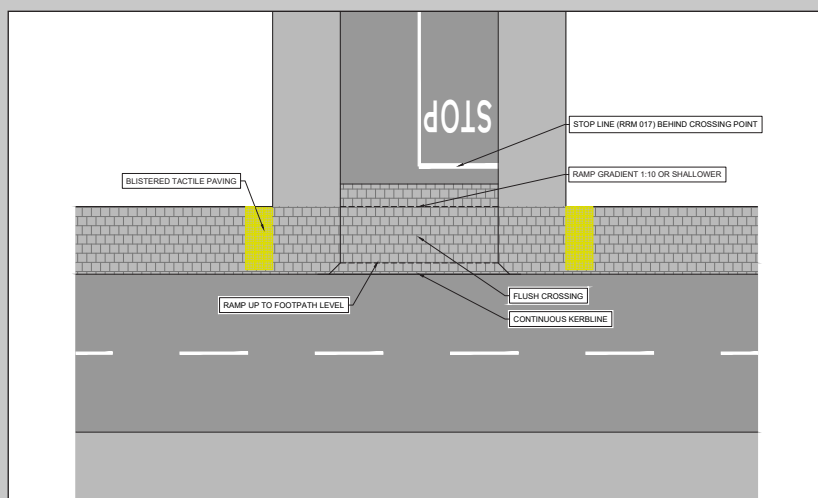 STOP
STOP LINE (RRM 017) BEHIND CROSSING POINT
RAMP GRADIENT 1:10 OR SHALLOWER
BLISTERED TACTILE PAVING
FLUSH CROSSING
RAMP UP TO FOOTPATH LEVEL
CONTINUOUS KERBLINE